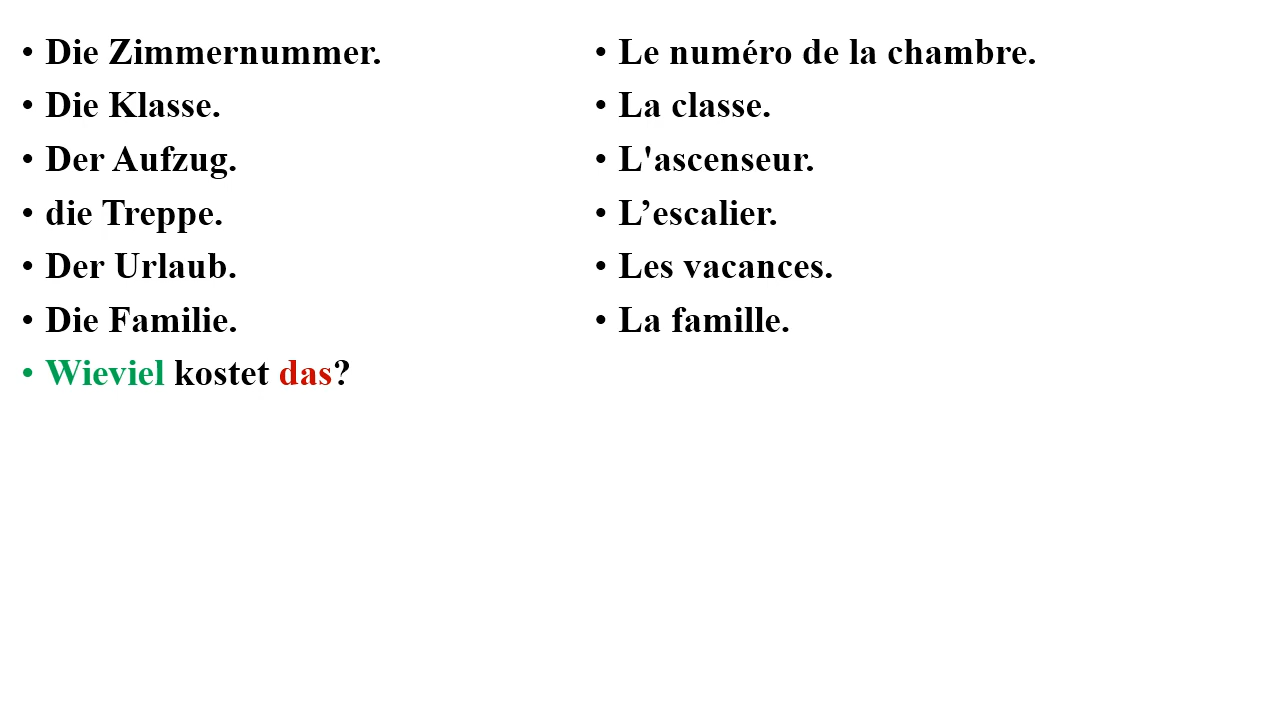 • Die Zimmernummer.
• Die Klasse.
• Der Aufzug.
• die Treppe.
• Der Urlaub.
• Die Familie.
• Wieviel kostet das?
• Le numéro de la chambre.
• La classe.
• L'ascenseur.
• L’escalier.
• Les vacances.
• La famille.